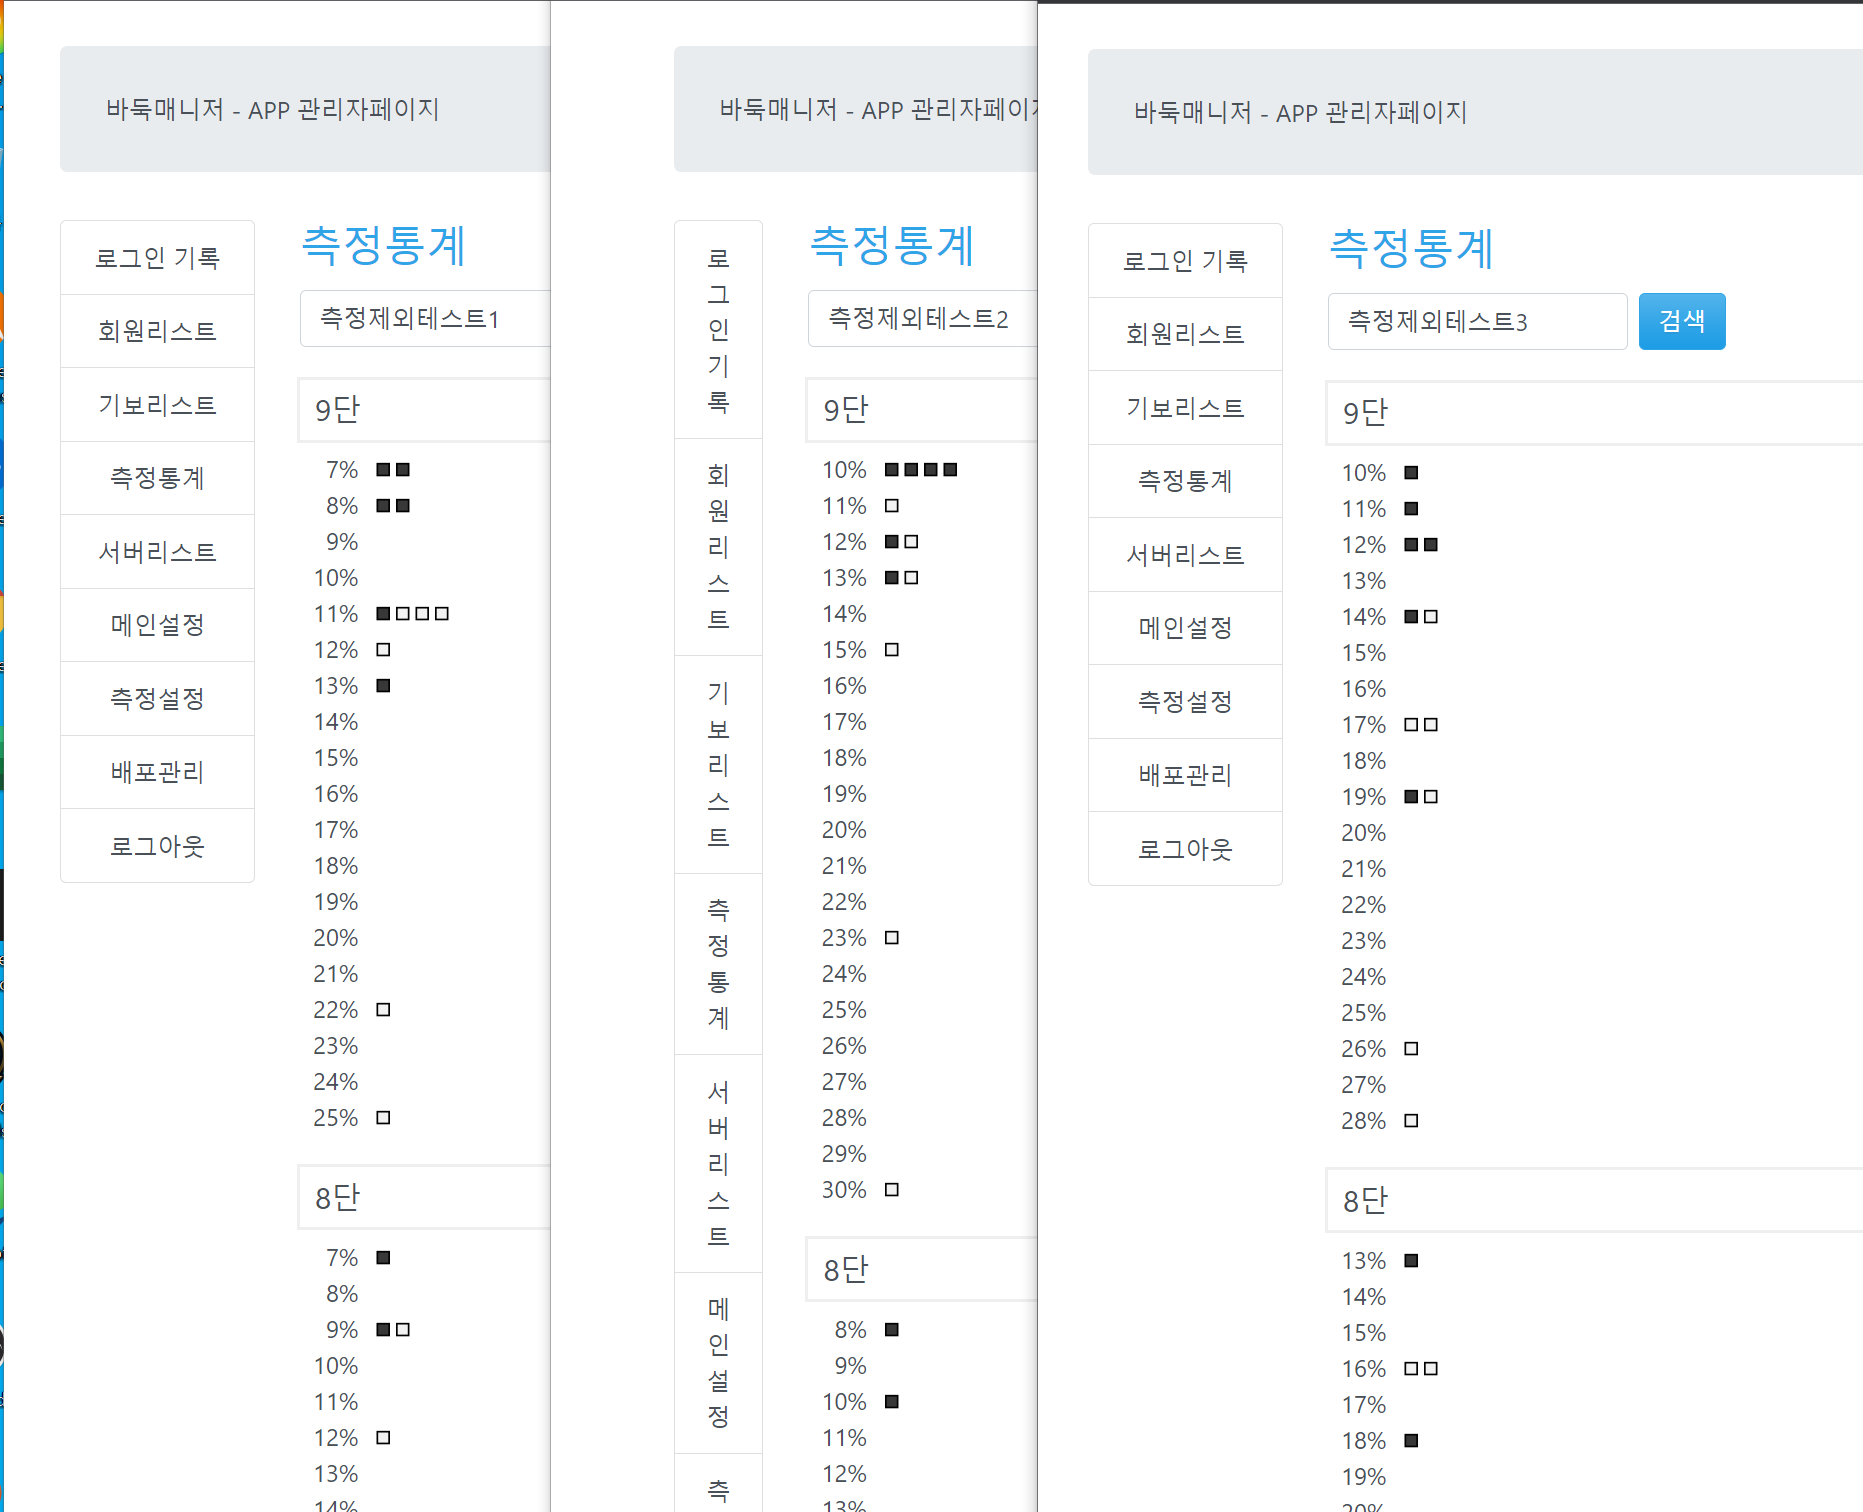 바둑매니저 - APP 관리자페이지
로그인 기록
회원리스트
기보리스트
측정통계
서버리스트
메인설정
측정설정
배포관리
로그아웃
측정통계
측정제외테스트1
9단
7% ■■
8% ■■
9%
10%
11% ■□□□
12% □
13% ■
14%
15%
16%
17%
18%
19%
20%
21%
22% □
23%
24%
25% □
8단
7% ■
8%
9% ■□
10%
11%
12% □
13%
14%
바둑매니저 - APP 관리자페이
로
그
인
기
록
회
원
리
스
트
기
보
리
스
트
측
정
통
계
서
버
리
스
트
메
인
설
정
측
측정통계
측정제외테스트2
9단
10% ■■■■
11% □
12% ■□
13% ■□
14%
15% □
16%
17%
18%
19%
20%
21%
22%
23% □
24%
25%
26%
27%
28%
29%
30% □
8단
8% ■
9%
10% ■
11%
12%
13%
바둑매니저 - APP 관리자페이지
로그인 기록
회원리스트
기보리스트
측정통계
서버리스트
메인설정
측정설정
배포관리
로그아웃
측정통계
측정제외테스트3 검색
9단
10% ■
11% ■
12% ■■
13%
14% ■□
15%
16%
17% □□
18%
19% ■□
20%
21%
22%
23%
24%
25%
26% □
27%
28% □
8단
13% ■
14%
15%
16% □□
17%
18% ■
19%
20%